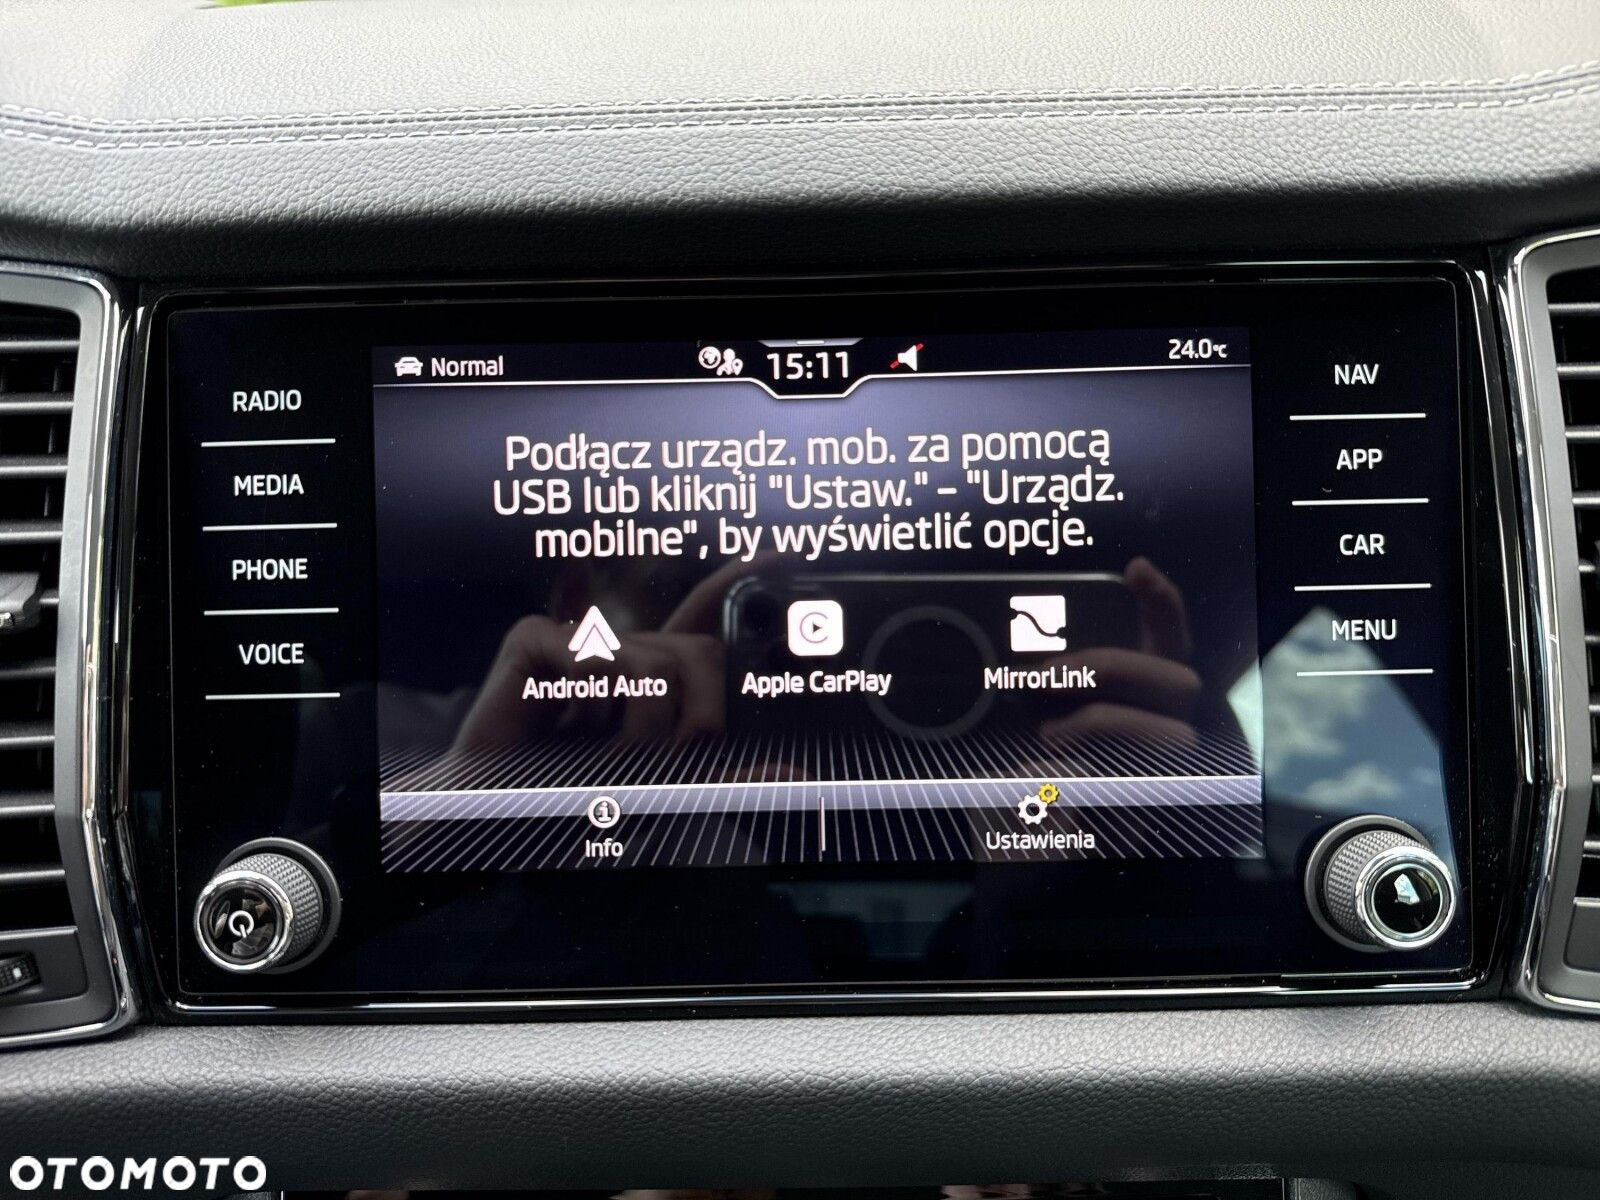 Normal
15:11
24.0°C
RADIO
MEDIA
PHONE
VOICE
Podłącz urządz. mob. za pomocą
USB lub kliknij "Ustaw." – "Urządz.
mobilne", by wyświetlić opcje.
Android Auto
Apple CarPlay
MirrorLink
Info
Ustawienia
NAV
APP
CAR
MENU
OTOMOTO